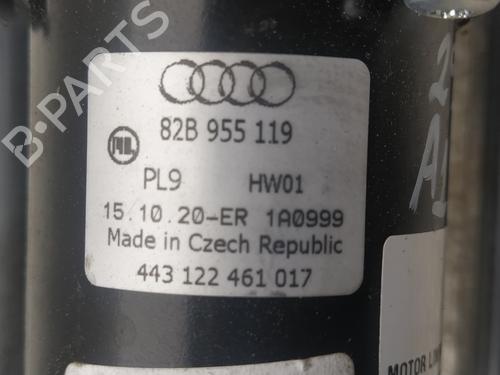 B-PARTS
82B 955 119
PL9 HW01
15.10.20-ER 1A0999
Made in Czech Republic
443 122 461 017
MOTOR